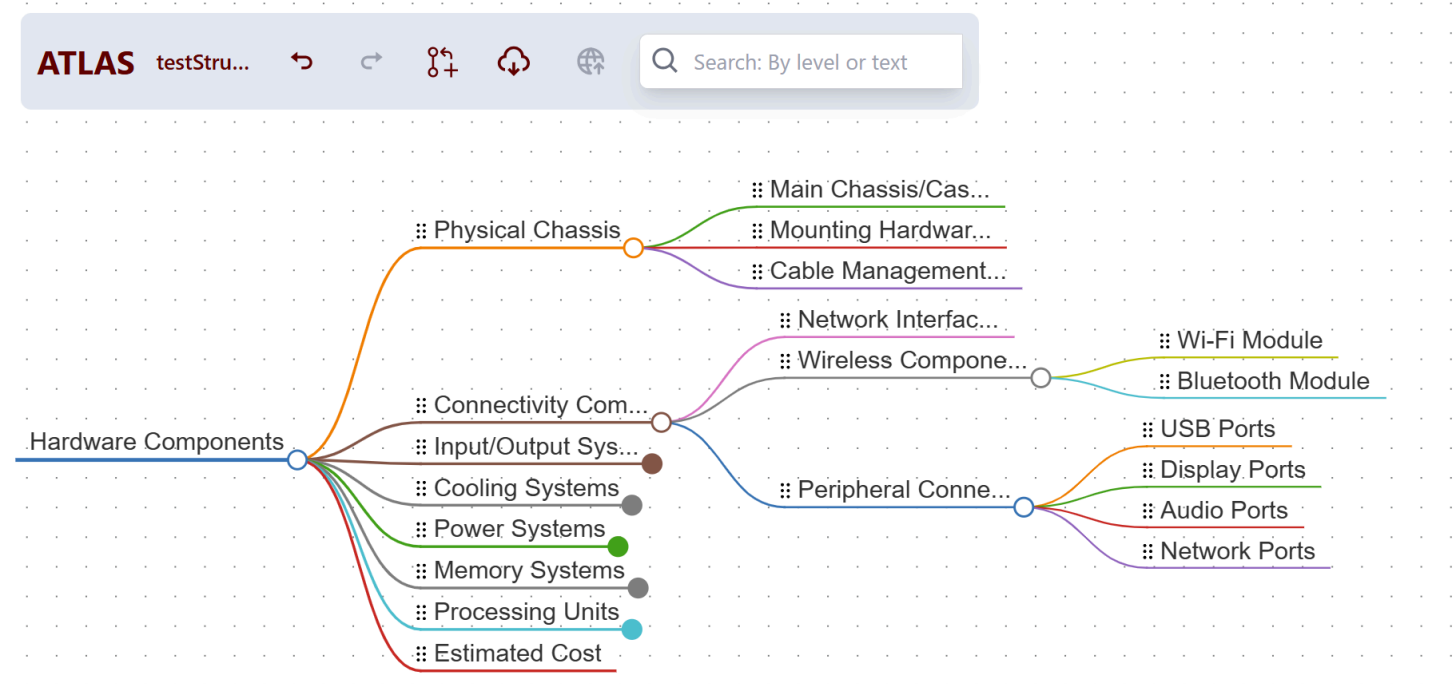 ATLAS testStru... Search: By level or text
Hardware Components
Physical Chassis
Main Chassis/Cas...
Mounting Hardwar...
Cable Management...
Connectivity Com...
Network Interfac...
Wireless Compone...
Wi-Fi Module
Bluetooth Module
Peripheral Conne...
USB Ports
Display Ports
Audio Ports
Network Ports
Input/Output Sys...
Cooling Systems
Power Systems
Memory Systems
Processing Units
Estimated Cost